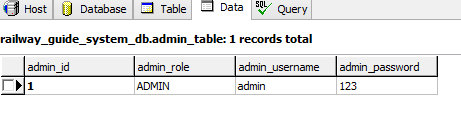 Host Database Table Data SQL Query
railway_guide_system_db.admin_table: 1 records total
admin_id admin_role admin_username admin_password
1 ADMIN admin 123